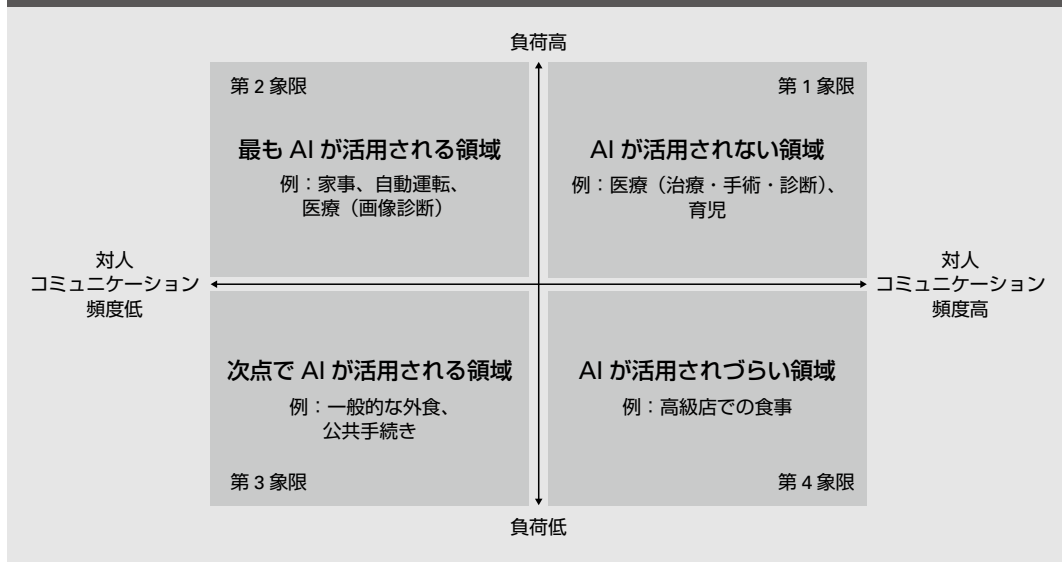 負荷高
第 2 象限
最も AI が活用される領域
例：家事、自動運転、
医療（画像診断）
第 1 象限
AI が活用されない領域
例：医療（治療・手術・診断）、
育児
対人
コミュニケーション
頻度低
対人
コミュニケーション
頻度高
次点で AI が活用される領域
例：一般的な外食、
公共手続き
第 3 象限
AI が活用されづらい領域
例：高級店での食事
第 4 象限
負荷低